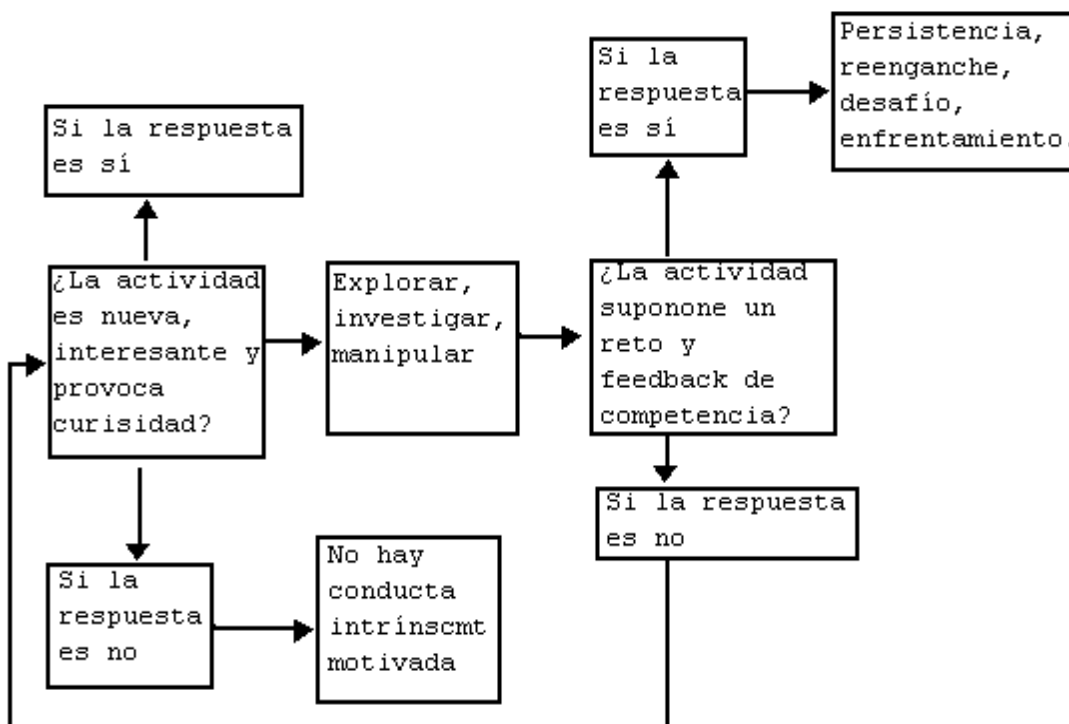 Si la respuesta
es sí
¿La actividad
es nueva,
interesante y
provoca
curisidad?
Si la
respuesta
es no
No hay
conducta
intrínscmt
motivada
Explorar,
investigar,
manipular
¿La actividad
suponone un
reto y
feedback de
competencia?
Si la
respuesta
es sí
Persistencia,
reenganche,
desafío,
enfrentamiento.
Si la respuesta
es no